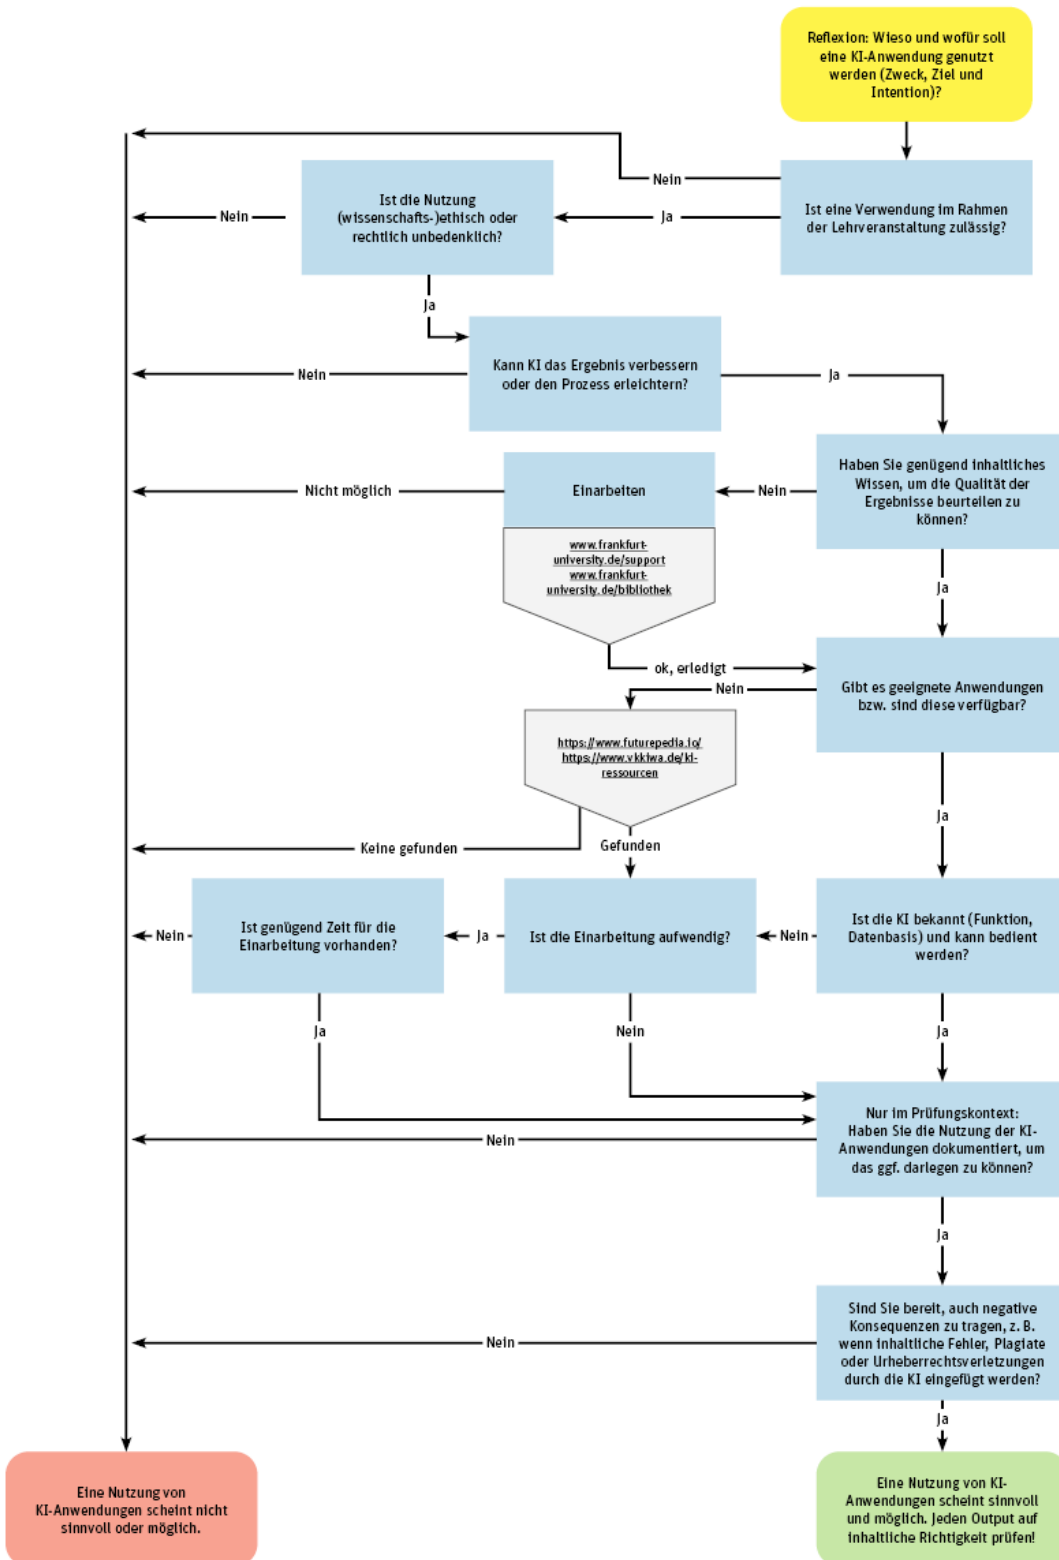 Reflexion: Wieso und wofür soll
eine KI-Anwendung genutzt
werden (Zweck, Ziel und
Intention)?
Nein
Ist eine Verwendung im Rahmen
der Lehrveranstaltung zulässig?
Ja
Ist die Nutzung
(wissenschafts-)ethisch oder
rechtlich unbedenklich?
Nein
Ja
Kann KI das Ergebnis verbessern
oder den Prozess erleichtern?
Nein
Ja
Haben Sie genügend inhaltliches
Wissen, um die Qualität der
Ergebnisse beurteilen zu
können?
Nein
Einarbeiten
Nicht möglich
www.frankfurt-
university.de/support
www.frankfurt-
university.de/bibliothek
Ja
ok, erledigt
Gibt es geeignete Anwendungen
bzw. sind diese verfügbar?
Nein
https://www.futurepedia.io/
https://www.vkkiwa.de/ki-
ressourcen
Keine gefunden
Gefunden
Ja
Ist die KI bekannt (Funktion,
Datenbasis) und kann bedient
werden?
Nein
Ist die Einarbeitung aufwendig?
Ja
Ist genügend Zeit für die
Einarbeitung vorhanden?
Nein
Ja
Nein
Ja
Nur im Prüfungskontext:
Haben Sie die Nutzung der KI-
Anwendungen dokumentiert, um
das ggf. darlegen zu können?
Nein
Ja
Sind Sie bereit, auch negative
Konsequenzen zu tragen, z. B.
wenn inhaltliche Fehler, Plagiate
oder Urheberrechtsverletzungen
durch die KI eingefügt werden?
Nein
Ja
Eine Nutzung von
KI-Anwendungen scheint nicht
sinnvoll oder möglich.
Eine Nutzung von KI-
Anwendungen scheint sinnvoll
und möglich. Jeden Output auf
inhaltliche Richtigkeit prüfen!